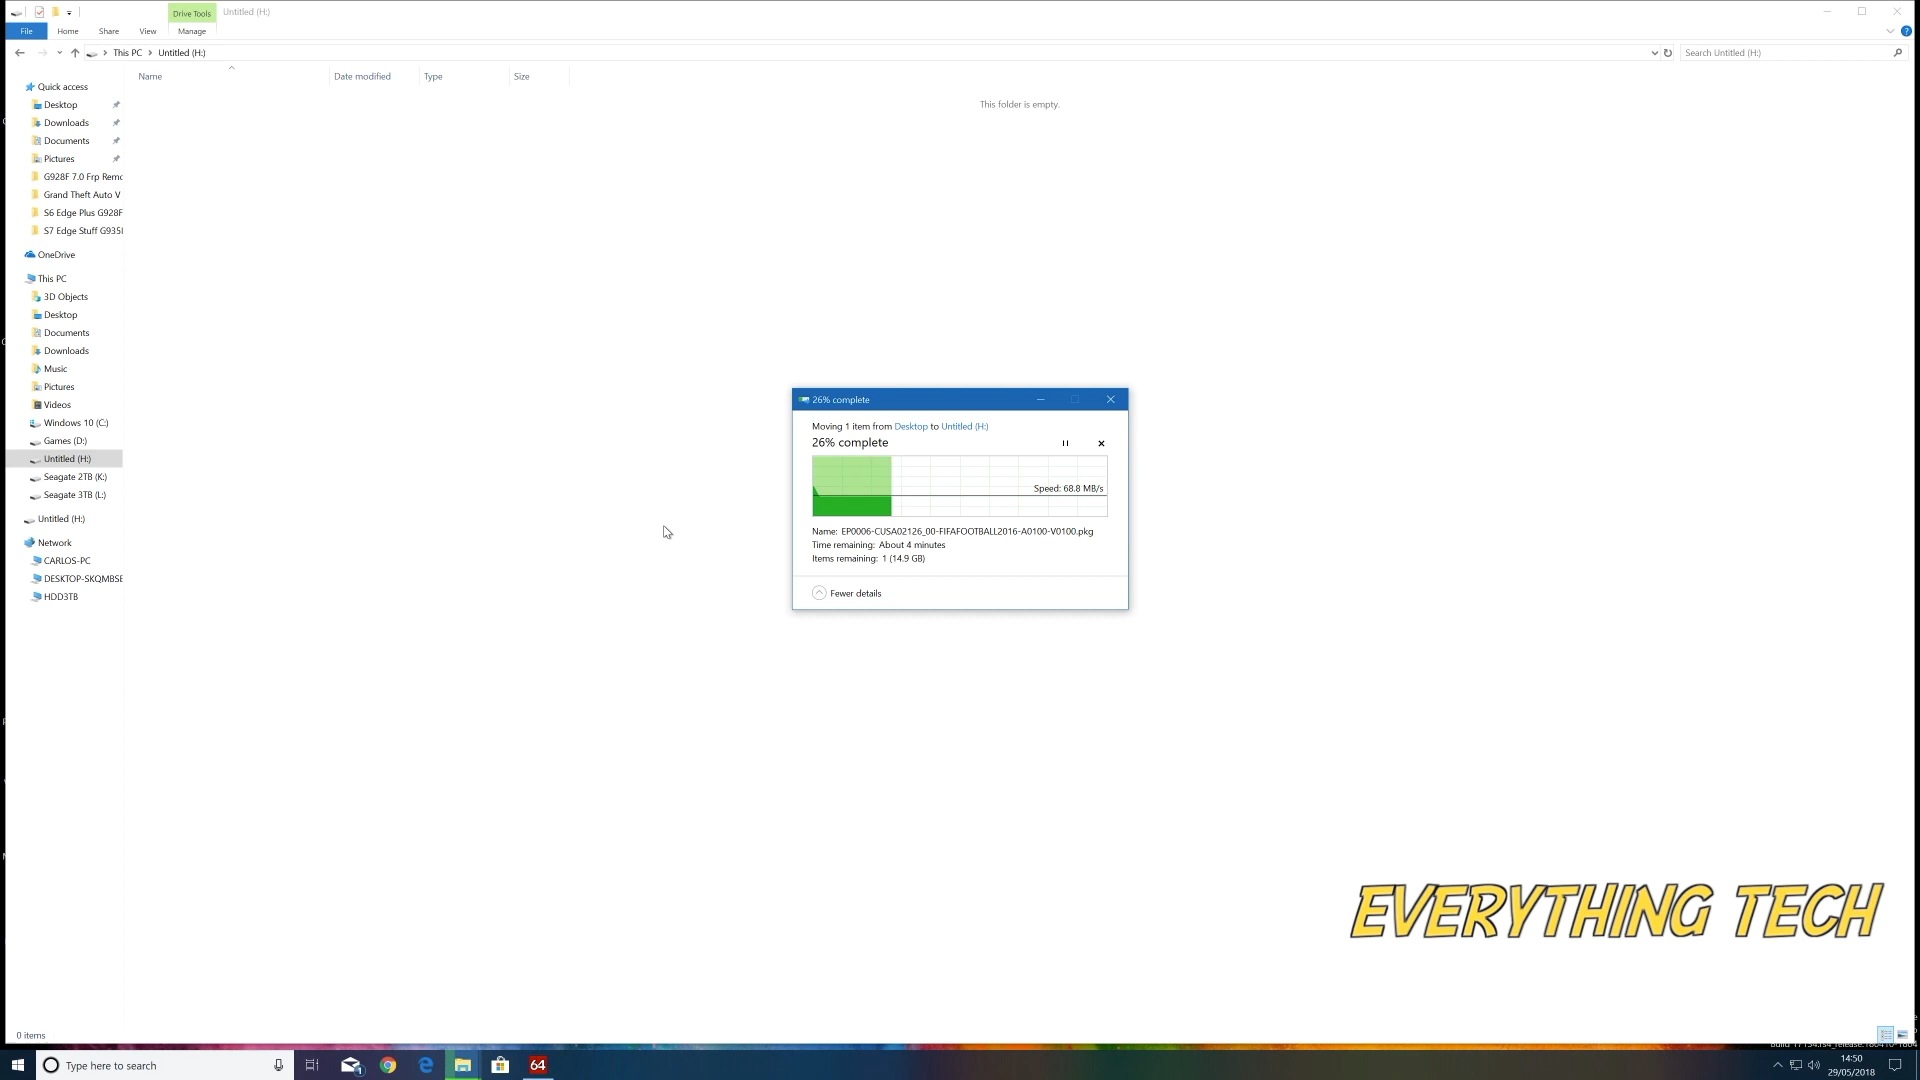 Drive Tools
Untitled (H:)
File
Home
Share
View
Manage
This PC
Untitled (H:)
Search Untitled (H:)
Name
Date modified
Type
Size
This folder is empty.
Quick access
Desktop
Downloads
Documents
Pictures
G928F 7.0 Frp Remo
Grand Theft Auto V
S6 Edge Plus G928F
S7 Edge Stuff G935
OneDrive
This PC
3D Objects
Desktop
Documents
Downloads
Music
Pictures
Videos
Windows 10 (C:)
Games (D:)
Untitled (H:)
Seagate 2TB (K:)
Seagate 3TB (L:)
Untitled (H:)
Network
CARLOS-PC
DESKTOP-SKQMBSE
HDD3TB
26% complete
Moving 1 item from Desktop to Untitled (H:)
26% complete
Speed: 68.8 MB/s
Name: EP0006-CUSA02126_00-FIFAFOOTBALL2016-A0100-V0100.pkg
Time remaining: About 4 minutes
Items remaining: 1 (14.9 GB)
Fewer details
EVERYTHING TECH
0 items
Type here to search
1
64
14:50
29/05/2018